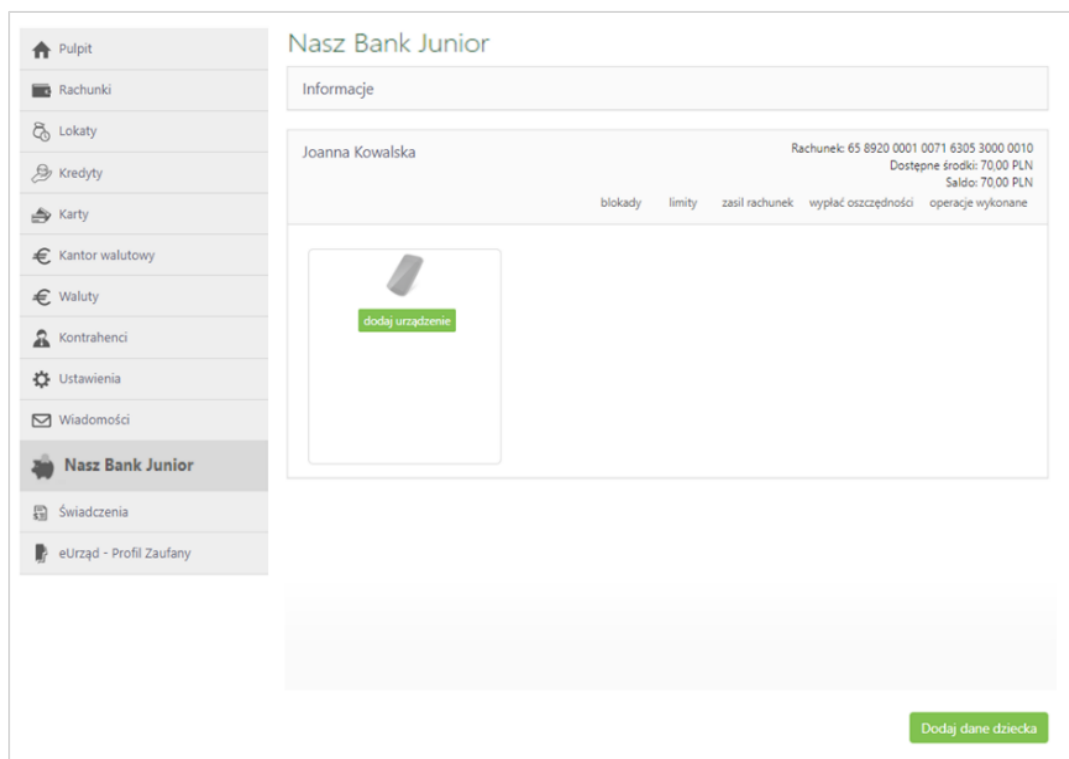 Pulpit
Rachunki
Lokaty
Kredyty
Karty
Kantor walutowy
Waluty
Kontrahenci
Ustawienia
Wiadomości
Nasz Bank Junior
Świadczenia
eUrząd - Profil Zaufany
Nasz Bank Junior
Informacje
Joanna Kowalska
Rachunek: 65 8920 0001 0071 6305 3000 0010
Dostępne środki: 70,00 PLN
Saldo: 70,00 PLN
blokady limity zasil rachunek wypłać oszczędności operacje wykonane
dodaj urządzenie
Dodaj dane dziecka